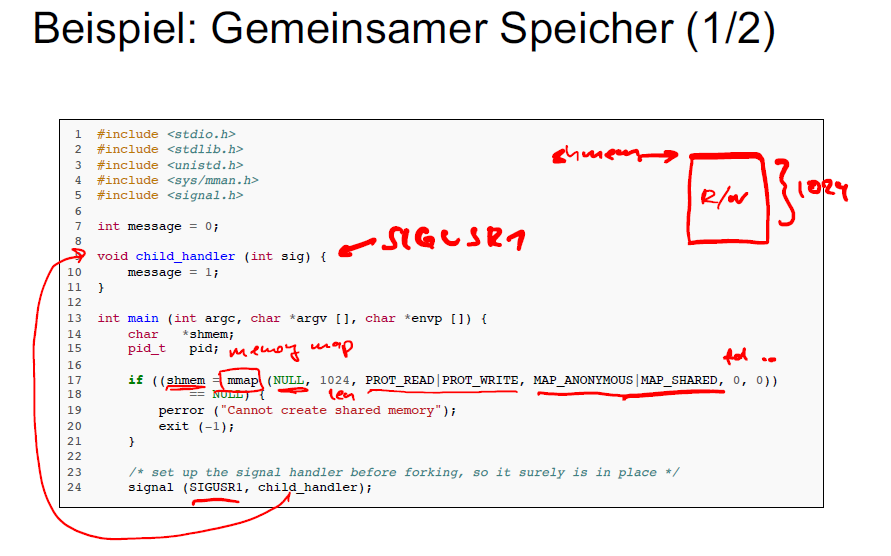 Beispiel: Gemeinsamer Speicher (1/2)
1 #include <stdio.h>
2 #include <stdlib.h>
3 #include <unistd.h>
4 #include <sys/mman.h>
5 #include <signal.h>
6
7 int message = 0;
8
9 void child_handler (int sig) {
10 message = 1;
11 }
12
13 int main (int argc, char *argv [], char *envp []) {
14 char *shmem;
15 pid_t pid;
16
17 if ((shmem = mmap (NULL, 1024, PROT_READ|PROT_WRITE, MAP_ANONYMOUS|MAP_SHARED, 0, 0))
18 == NULL) {
19 perror ("Cannot create shared memory");
20 exit (-1);
21 }
22
23 /* set up the signal handler before forking, so it surely is in place */
24 signal (SIGUSR1, child_handler);
shmem
R/W
1024
SIGUSR1
memory map
len
fd ..